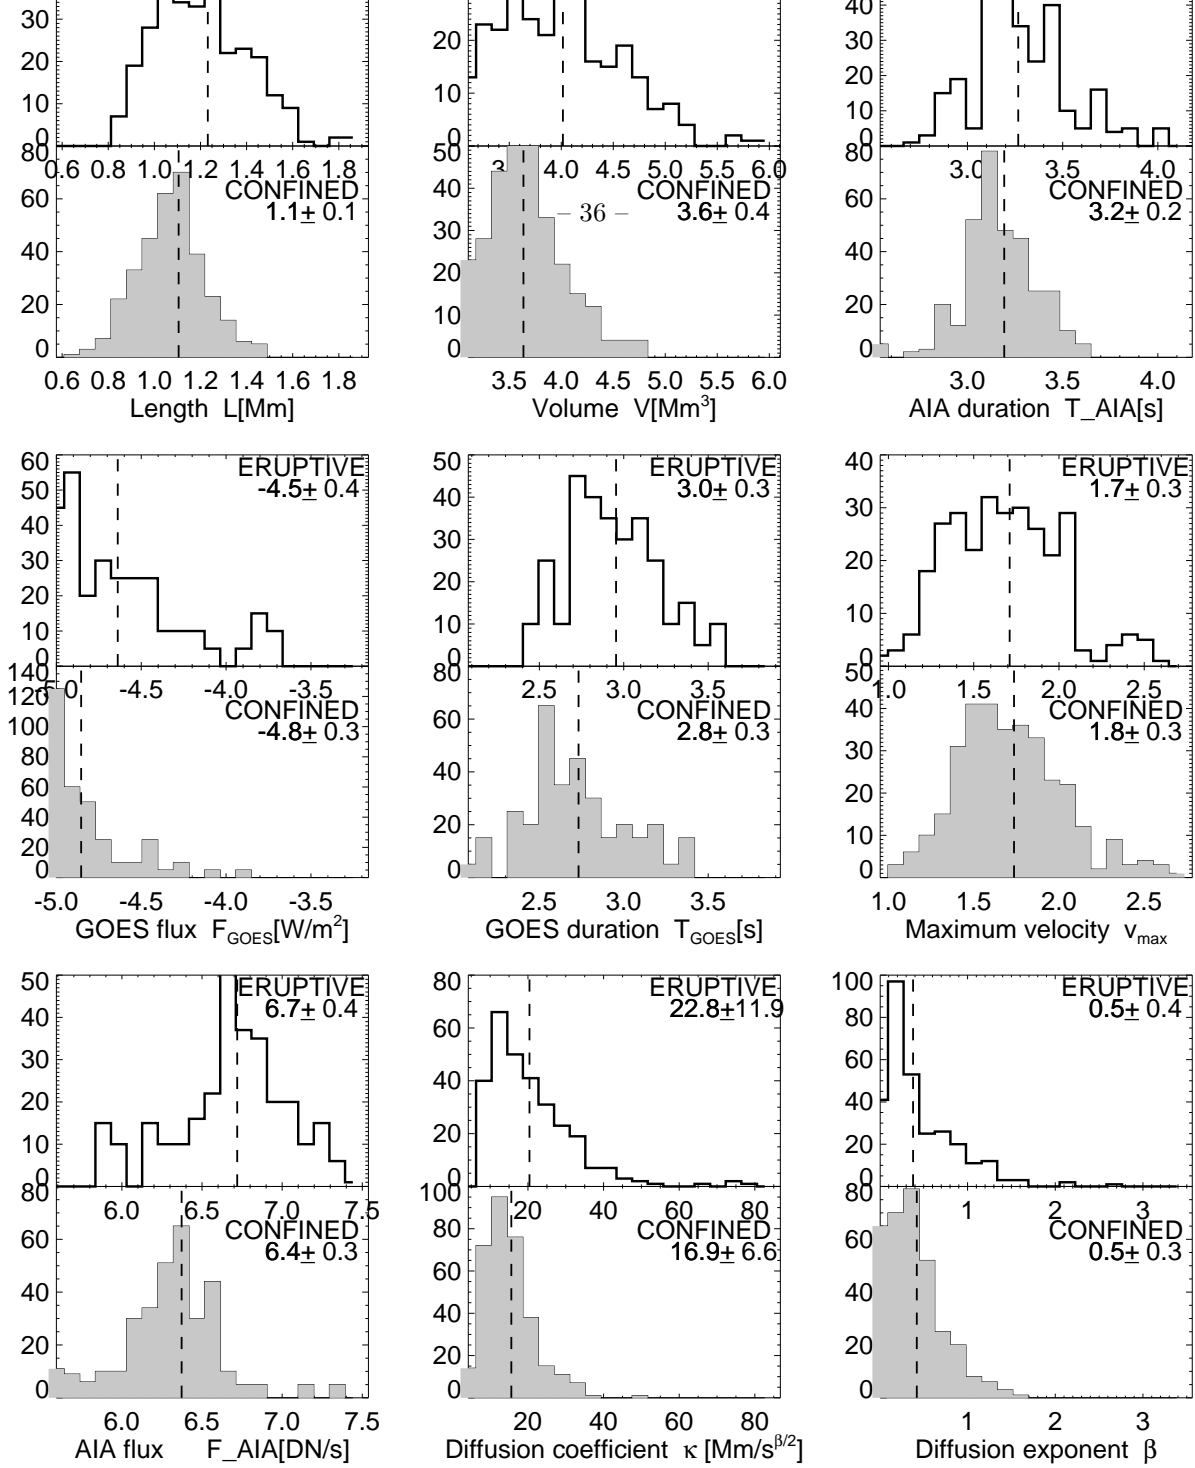 30
20
10
0
0.6 0.8 1.0 1.2 1.4 1.6 1.8
80
60
40
20
0
CONFINED
1.1± 0.1
0.6 0.8 1.0 1.2 1.4 1.6 1.8
Length L[Mm]
20
10
0
4.0 4.5 5.0 5.5 6.0
50
40
30
20
10
0
CONFINED
3.6± 0.4
– 36 –
3.5 4.0 4.5 5.0 5.5 6.0
Volume V[Mm³]
40
30
20
10
0
3.0 3.5 4.0
80
60
40
20
0
CONFINED
3.2± 0.2
3.0 3.5 4.0
AIA duration T_AIA[s]
60
50
40
30
20
10
0
ERUPTIVE
-4.5± 0.4
-5.0 -4.5 -4.0 -3.5
140
120
100
80
60
40
20
0
CONFINED
-4.8± 0.3
-5.0 -4.5 -4.0 -3.5
GOES flux F_GOES[W/m²]
50
40
30
20
10
0
ERUPTIVE
3.0± 0.3
2.5 3.0 3.5
80
60
40
20
0
CONFINED
2.8± 0.3
2.5 3.0 3.5
GOES duration T_GOES[s]
40
30
20
10
0
ERUPTIVE
1.7± 0.3
1.0 1.5 2.0 2.5
50
40
30
20
10
0
CONFINED
1.8± 0.3
1.0 1.5 2.0 2.5
Maximum velocity v_max
50
40
30
20
10
0
ERUPTIVE
6.7± 0.4
6.0 6.5 7.0 7.5
80
60
40
20
0
CONFINED
6.4± 0.3
6.0 6.5 7.0 7.5
AIA flux F_AIA[DN/s]
80
60
40
20
0
ERUPTIVE
22.8±11.9
20 40 60 80
100
80
60
40
20
0
CONFINED
16.9± 6.6
20 40 60 80
Diffusion coefficient κ [Mm/s^β/2]
100
80
60
40
20
0
ERUPTIVE
0.5± 0.4
1 2 3
80
60
40
20
0
CONFINED
0.5± 0.3
1 2 3
Diffusion exponent β